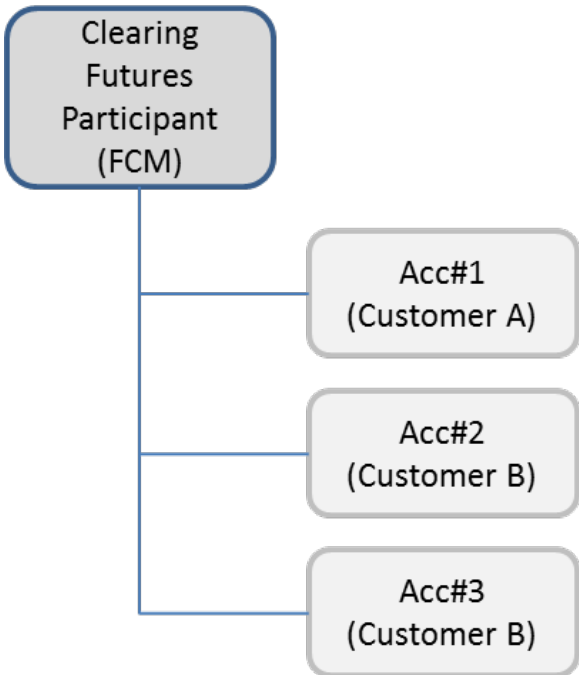 Clearing
Futures
Participant
(FCM)
Acc#1
(Customer A)
Acc#2
(Customer B)
Acc#3
(Customer B)